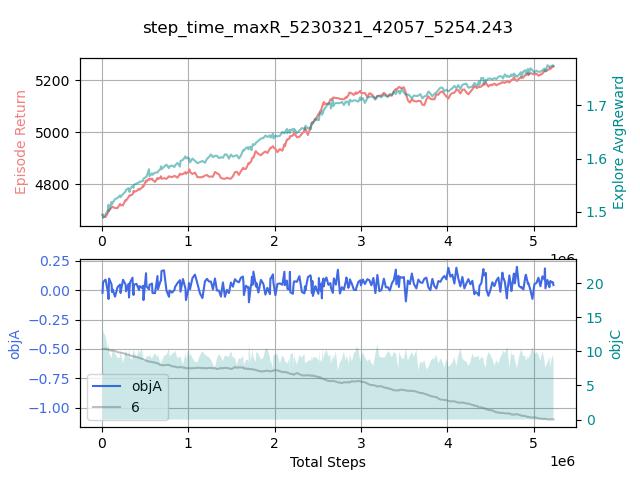 step_time_maxR_5230321_42057_5254.243
5200
5000
4800
Episode Return
1.7
1.6
1.5
Explore AvgReward
0 1 2 3 4 5
1e6
0.25
0.00
−0.25
−0.50
−0.75
−1.00
objA
20
15
10
5
0
objC
objA
6
0 1 2 3 4 5
Total Steps
1e6